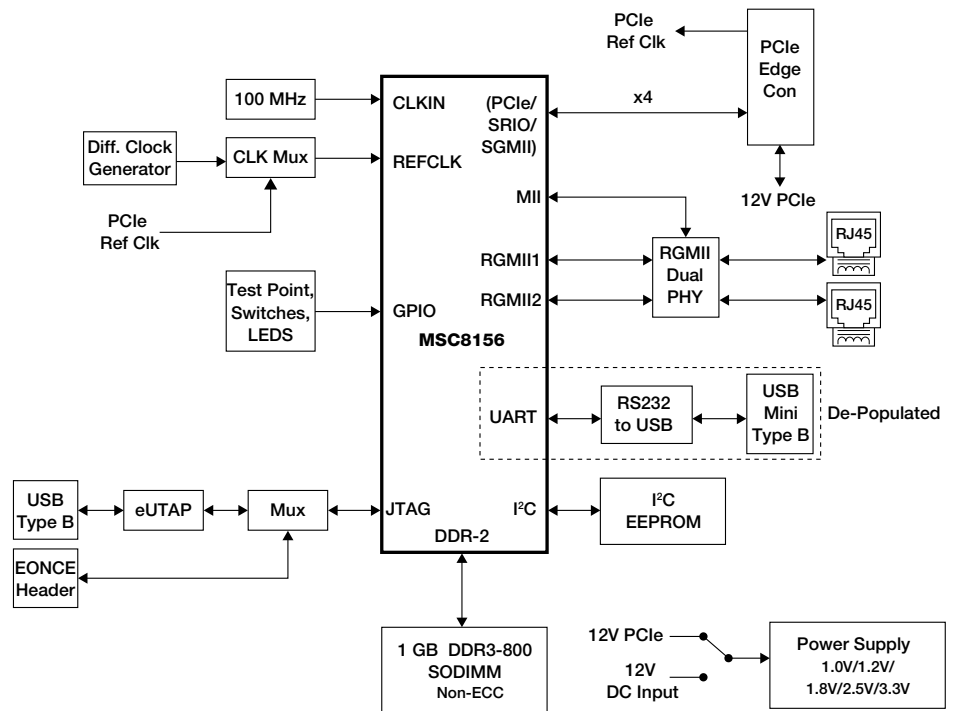 PCIe
Ref Clk
PCIe
Edge
Con
100 MHz
CLKIN
(PCIe/
SRIO/
SGMII)
x4
Diff. Clock
Generator
CLK Mux
REFCLK
MII
12V PCIe
PCIe
Ref Clk
RGMII1
RGMII
Dual
PHY
RJ45
Test Point,
Switches,
LEDS
GPIO
RGMII2
RJ45
MSC8156
UART
RS232
to USB
USB
Mini
Type B
De-Populated
USB
Type B
eUTAP
Mux
JTAG
I²C
I²C
EEPROM
DDR-2
EONCE
Header
1 GB DDR3-800
SODIMM
Non-ECC
12V PCIe
12V
DC Input
Power Supply
1.0V/1.2V/
1.8V/2.5V/3.3V